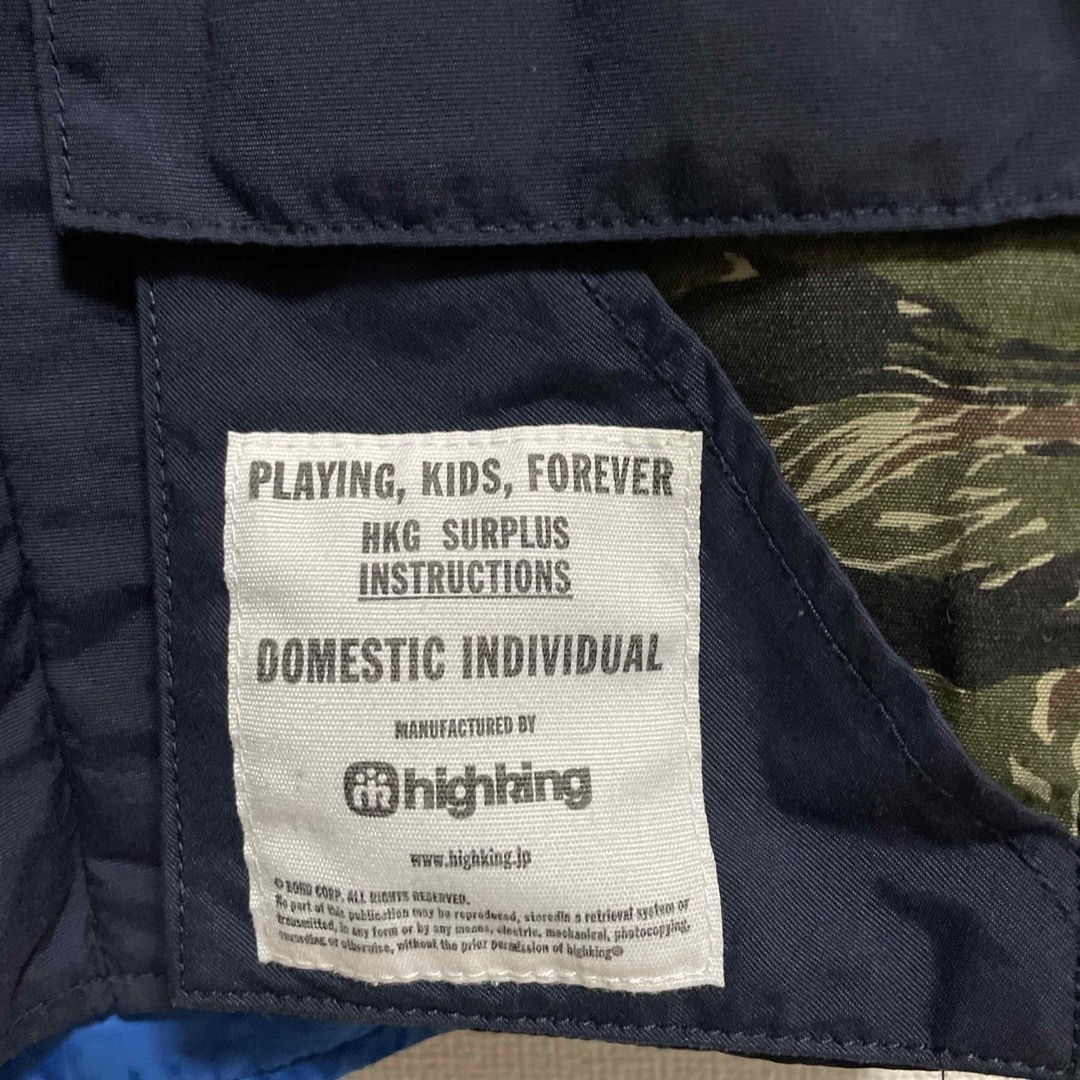 PLAYING, KIDS, FOREVER
HKG SURPLUS
INSTRUCTIONS
DOMESTIC INDIVIDUAL
MANUFACTURED BY
highking
www.highking.jp
© CORP. ALL RIGHTS RESERVED.
No part of this publication may be reproduced, storedin a retrieval system or
transmitted, in any form or by any means, electric, mechanical, photocopying,
recording or otherwise, without the prior permission of highking®